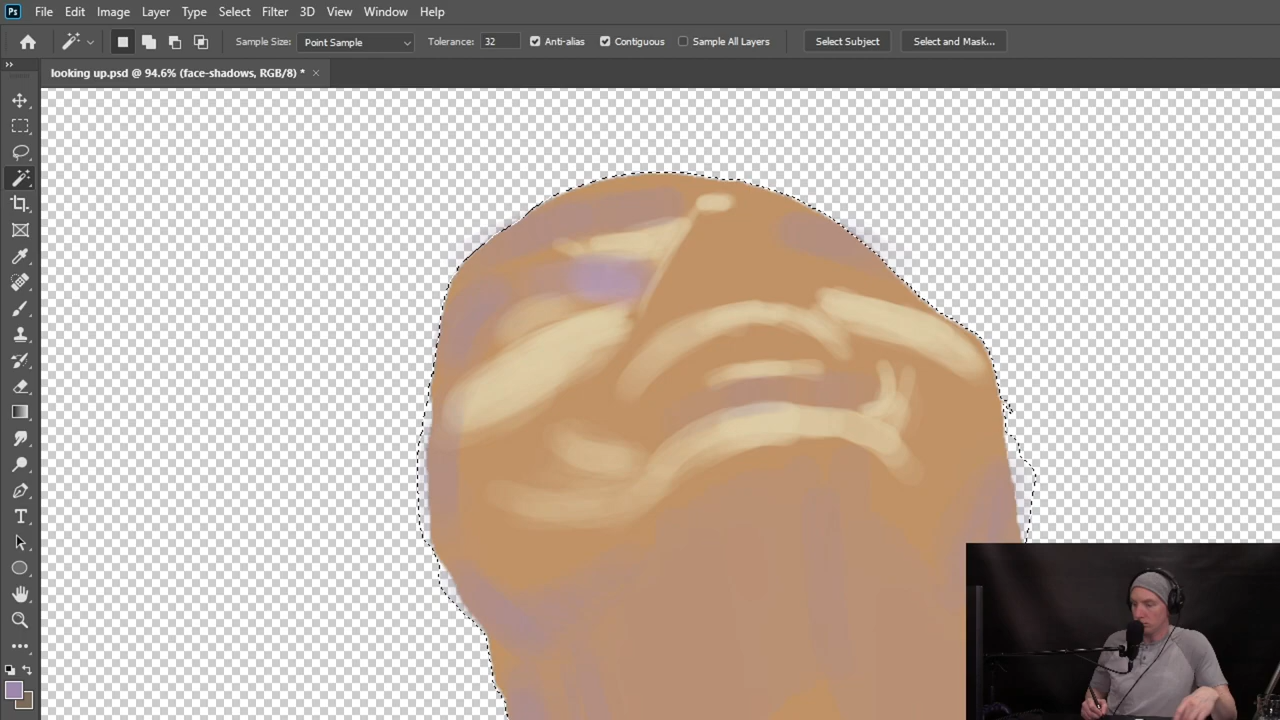 Ps File Edit Image Layer Type Select Filter 3D View Window Help
Sample Size: Point Sample Tolerance: 32 Anti-alias Contiguous Sample All Layers Select Subject Select and Mask...
looking up.psd @ 94.6% (face-shadows, RGB/8) * ×
T